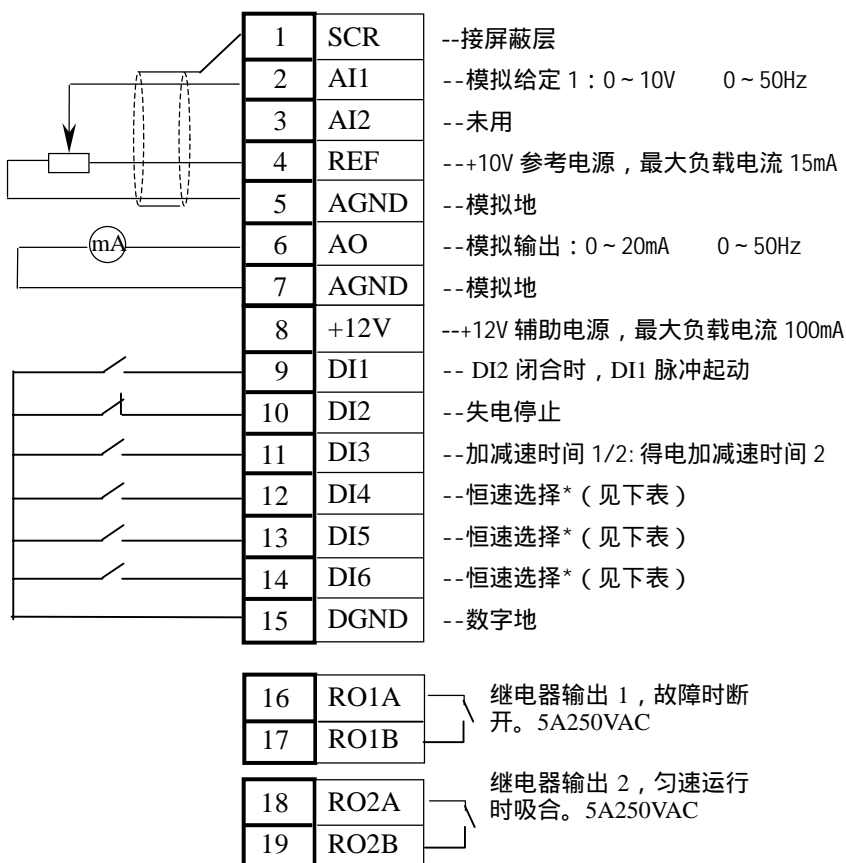 1 SCR --接屏蔽层
2 AI1 --模拟给定 1：0~10V 0~50Hz
3 AI2 --未用
4 REF --+10V 参考电源，最大负载电流 15mA
5 AGND --模拟地
mA 6 AO --模拟输出：0~20mA 0~50Hz
7 AGND --模拟地
8 +12V --+12V 辅助电源，最大负载电流 100mA
9 DI1 -- DI2 闭合时，DI1 脉冲起动
10 DI2 --失电停止
11 DI3 --加减速时间 1/2: 得电加减速时间 2
12 DI4 --恒速选择*（见下表）
13 DI5 --恒速选择*（见下表）
14 DI6 --恒速选择*（见下表）
15 DGND --数字地
16 RO1A 继电器输出 1，故障时断
17 RO1B 开。5A250VAC
18 RO2A 继电器输出 2，匀速运行
时吸合。5A250VAC
19 RO2B